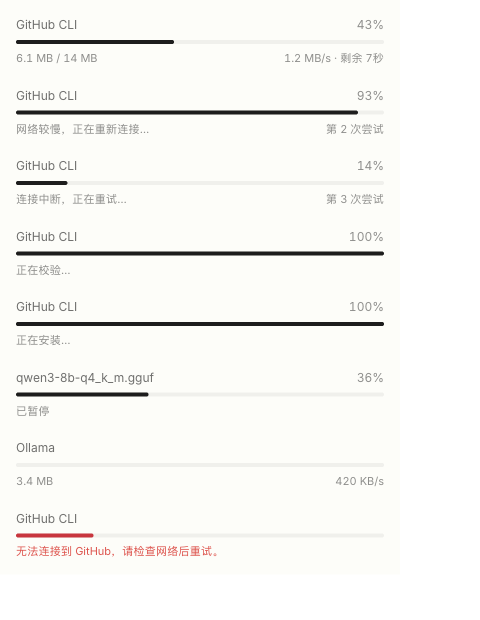 GitHub CLI 43%
6.1 MB / 14 MB 1.2 MB/s · 剩余 7秒
GitHub CLI 93%
网络较慢，正在重新连接… 第 2 次尝试
GitHub CLI 14%
连接中断，正在重试… 第 3 次尝试
GitHub CLI 100%
正在校验…
GitHub CLI 100%
正在安装…
qwen3-8b-q4_k_m.gguf 36%
已暂停
Ollama
3.4 MB 420 KB/s
GitHub CLI
无法连接到 GitHub，请检查网络后重试。